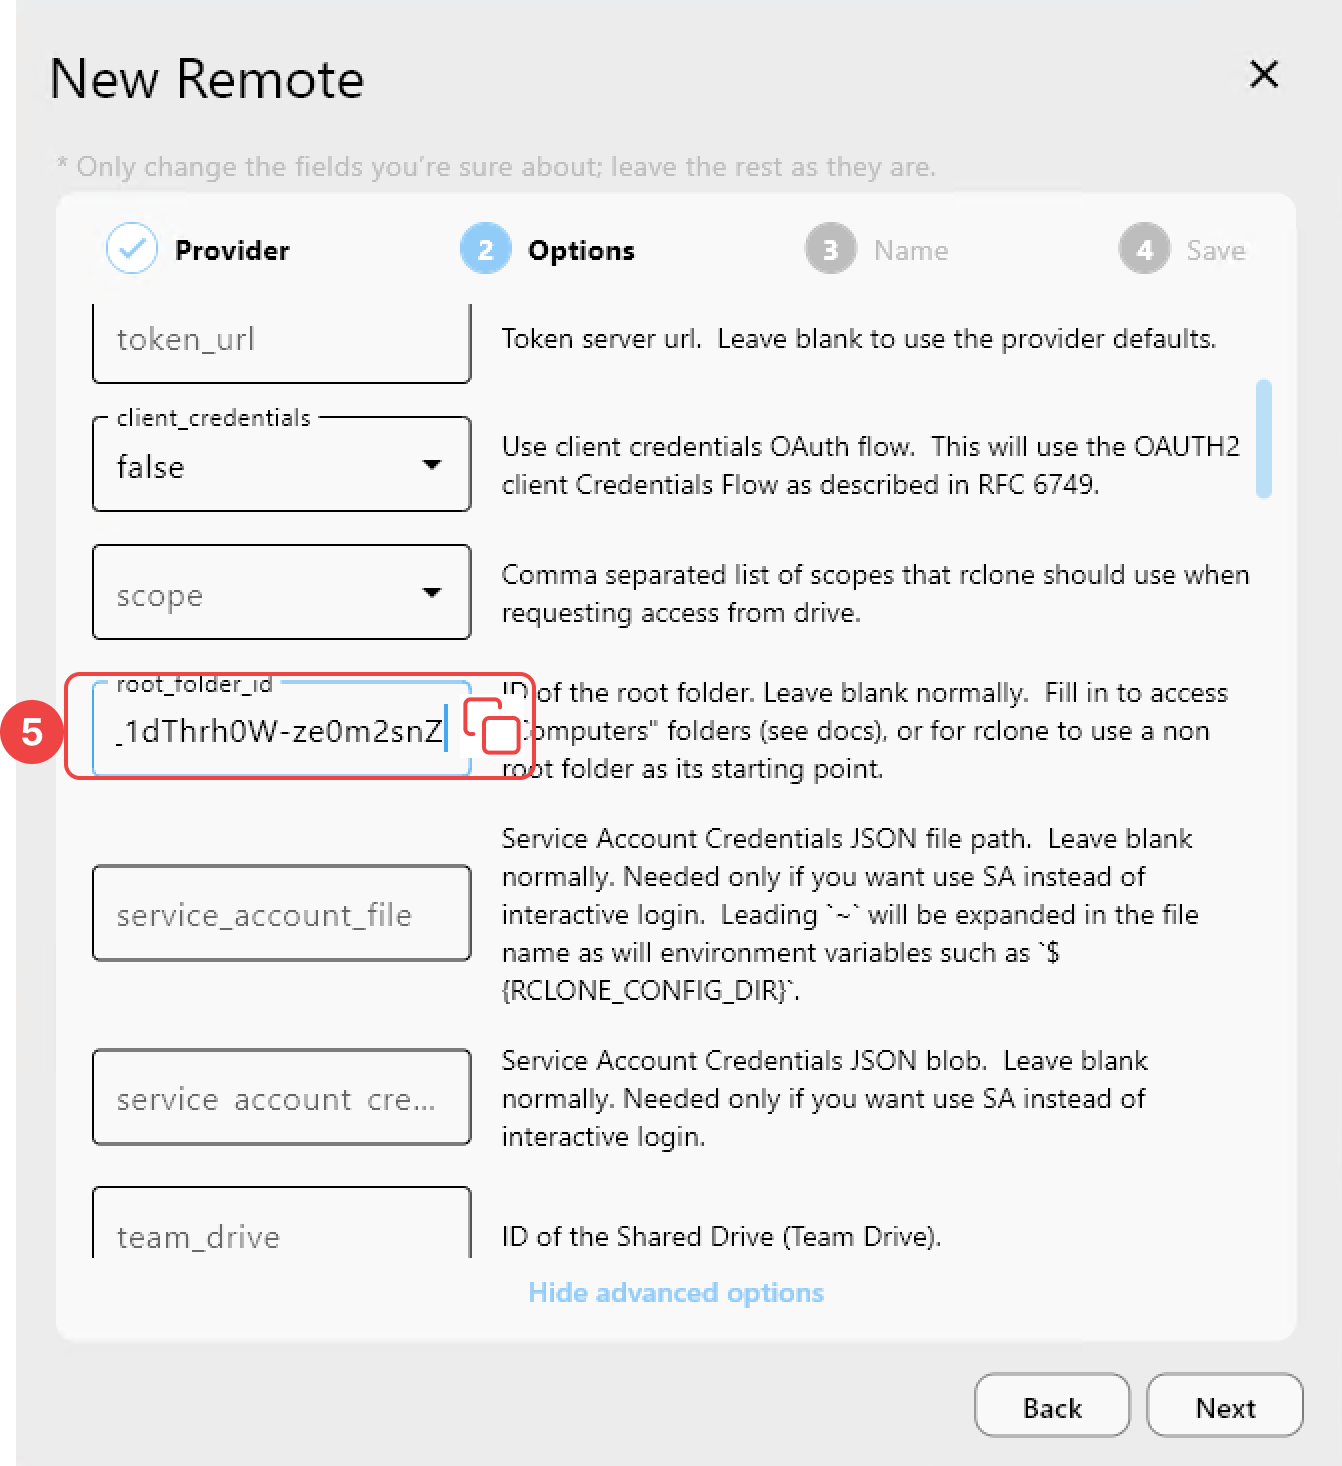 New Remote
* Only change the fields you're sure about; leave the rest as they are.
Provider
2 Options
3 Name
4 Save
token_url
Token server url.  Leave blank to use the provider defaults.
client_credentials
false
Use client credentials OAuth flow.  This will use the OAUTH2
client Credentials Flow as described in RFC 6749.
scope
Comma separated list of scopes that rclone should use when
requesting access from drive.
5
root_folder_id
_1dThrh0W-ze0m2snZ
ID of the root folder. Leave blank normally.  Fill in to access
Computers" folders (see docs), or for rclone to use a non
root folder as its starting point.
service_account_file
Service Account Credentials JSON file path.  Leave blank
normally. Needed only if you want use SA instead of
interactive login.  Leading `~` will be expanded in the file
name as will environment variables such as `$
{RCLONE_CONFIG_DIR}`.
service_account_cre...
Service Account Credentials JSON blob.  Leave blank
normally. Needed only if you want use SA instead of
interactive login.
team_drive
ID of the Shared Drive (Team Drive).
Hide advanced options
Back
Next